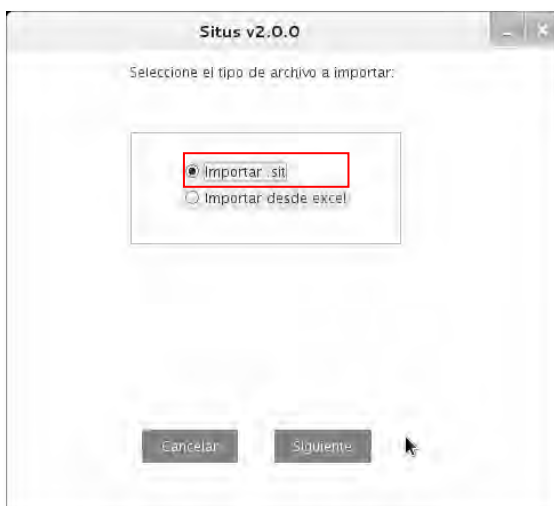 Situs v2.0.0
Seleccione el tipo de archivo a importar:
Importar .sit
Importar desde excel
Cancelar Siguiente